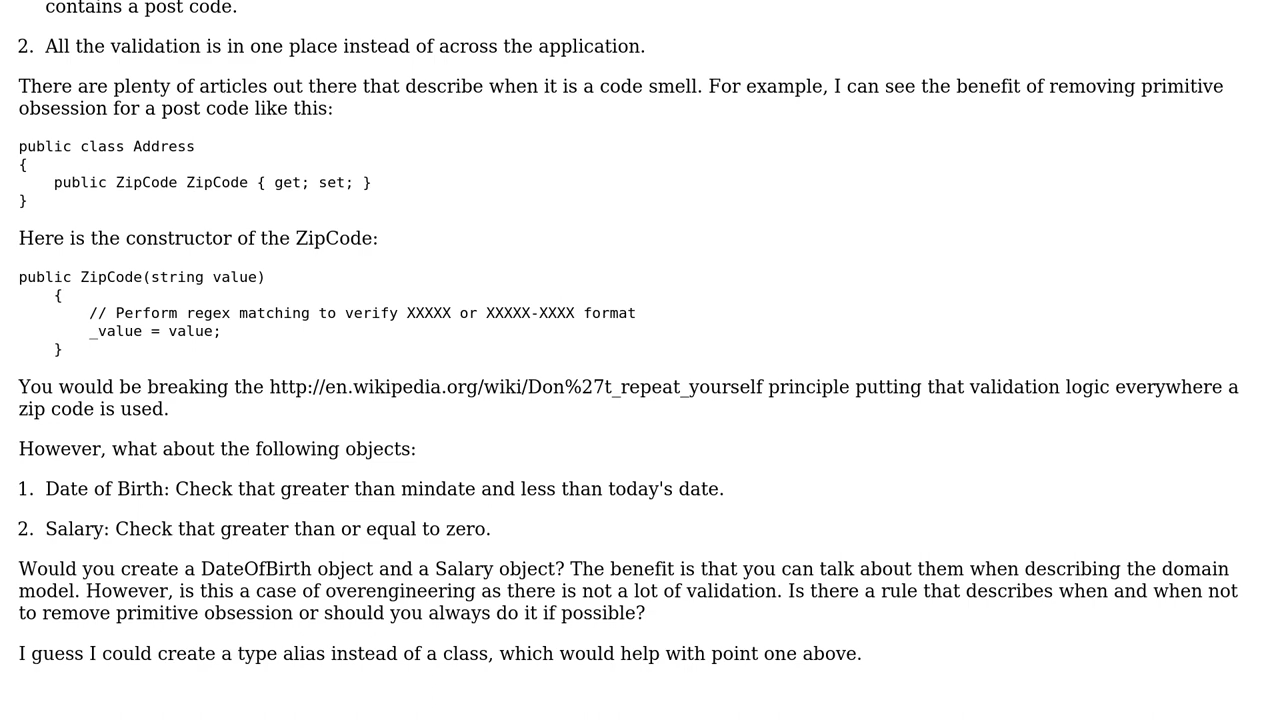 contains a post code.
2. All the validation is in one place instead of across the application.
There are plenty of articles out there that describe when it is a code smell. For example, I can see the benefit of removing primitive
obsession for a post code like this:
public class Address
{
    public ZipCode ZipCode { get; set; }
}
Here is the constructor of the ZipCode:
public ZipCode(string value)
    {
        // Perform regex matching to verify XXXXX or XXXXX-XXXX format
        _value = value;
    }
You would be breaking the http://en.wikipedia.org/wiki/Don%27t_repeat_yourself principle putting that validation logic everywhere a
zip code is used.
However, what about the following objects:
1. Date of Birth: Check that greater than mindate and less than today's date.
2. Salary: Check that greater than or equal to zero.
Would you create a DateOfBirth object and a Salary object? The benefit is that you can talk about them when describing the domain
model. However, is this a case of overengineering as there is not a lot of validation. Is there a rule that describes when and when not
to remove primitive obsession or should you always do it if possible?
I guess I could create a type alias instead of a class, which would help with point one above.